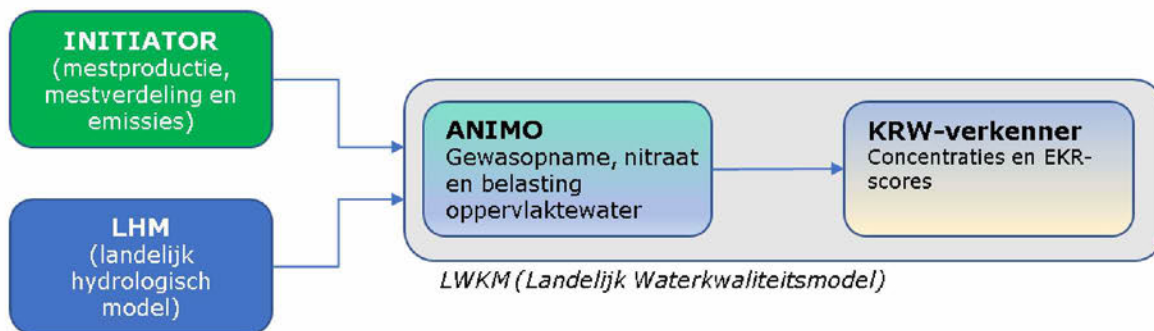 INITIATOR
(mestproductie,
mestverdeling en
emissies)
LHM
(landelijk
hydrologisch
model)
ANIMO
Gewasopname, nitraat
en belasting
oppervlaktewater
KRW-verkenner
Concentraties en EKR-
scores
LWKM (Landelijk Waterkwaliteitsmodel)